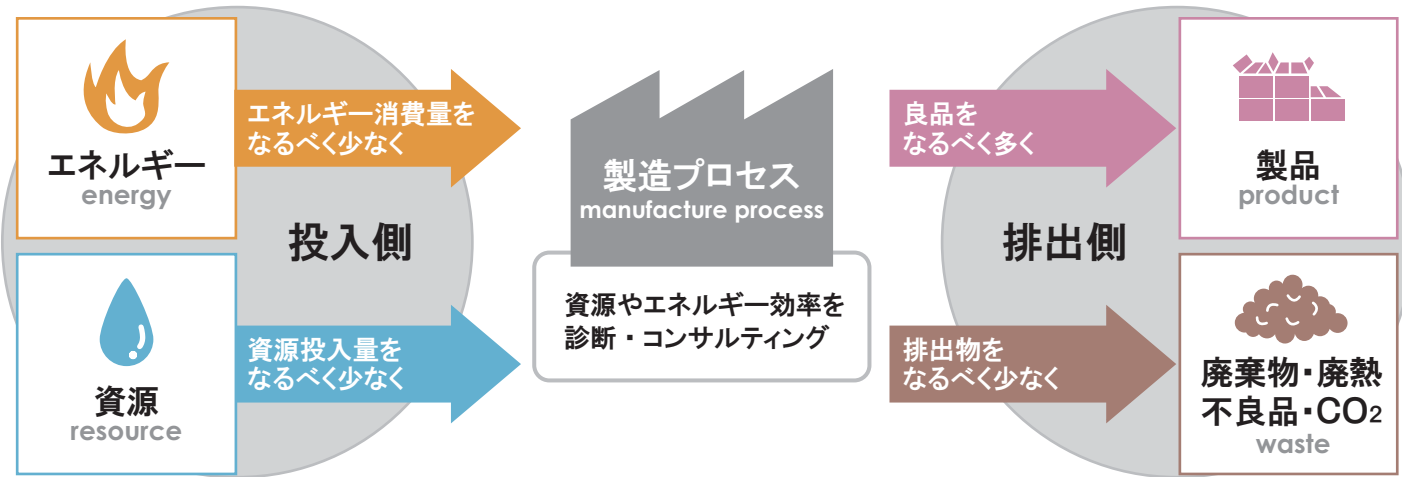 エネルギー
energy
エネルギー消費量を
なるべく少なく
投入側
資源
resource
資源投入量を
なるべく少なく
製造プロセス
manufacture process
資源やエネルギー効率を
診断・コンサルティング
良品を
なるべく多く
製品
product
排出側
排出物を
なるべく少なく
廃棄物・廃熱
不良品・CO2
waste